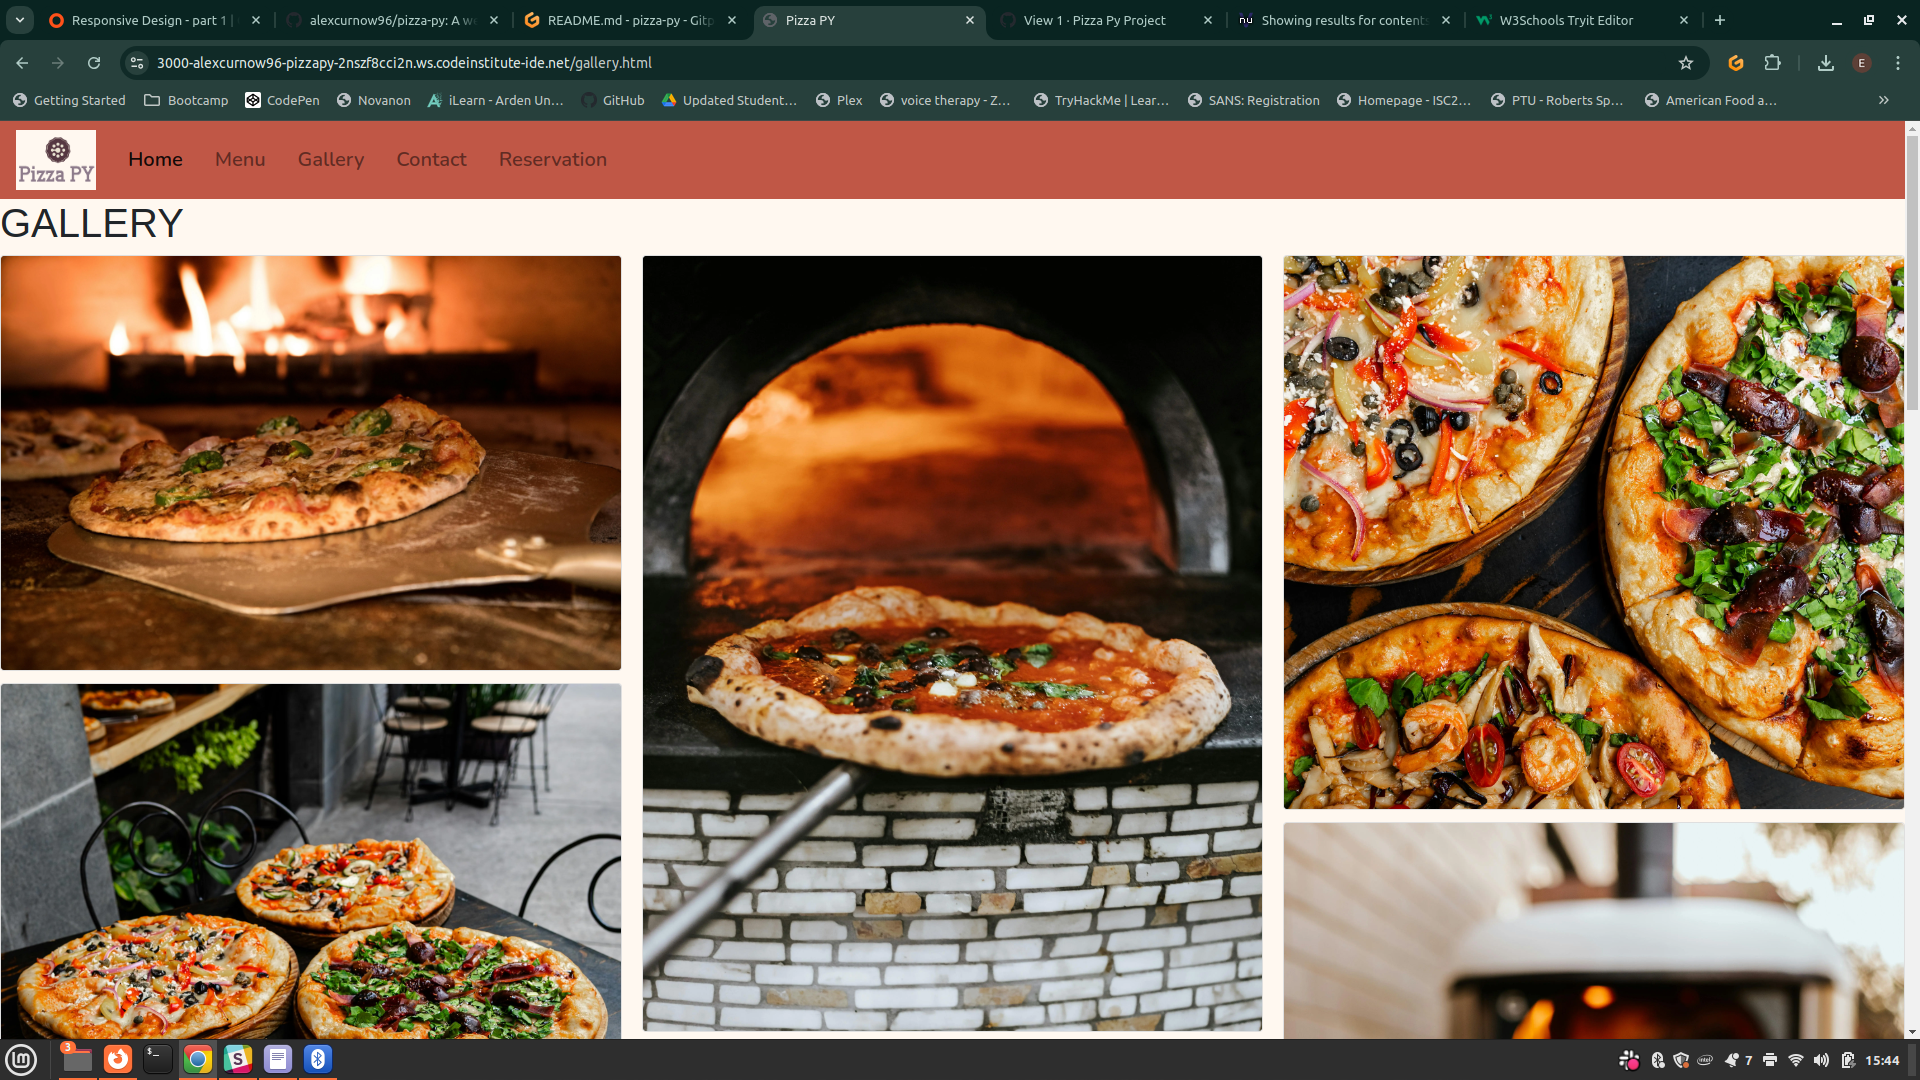 Responsive Design - part 1 |
alexcurnow96/pizza-py: A we
README.md - pizza-py - Gitp
Pizza PY
View 1 · Pizza Py Project
Showing results for content
W3Schools Tryit Editor
3000-alexcurnow96-pizzapy-2nszf8cci2n.ws.codeinstitute-ide.net/gallery.html
E
Getting Started
Bootcamp
CodePen
Novanon
iLearn - Arden Un...
GitHub
Updated Student...
Plex
voice therapy - Z...
TryHackMe | Lear...
SANS: Registration
Homepage - ISC2...
PTU - Roberts Sp...
American Food a...
Pizza PY
Home
Menu
Gallery
Contact
Reservation
GALLERY
3
7
15:44